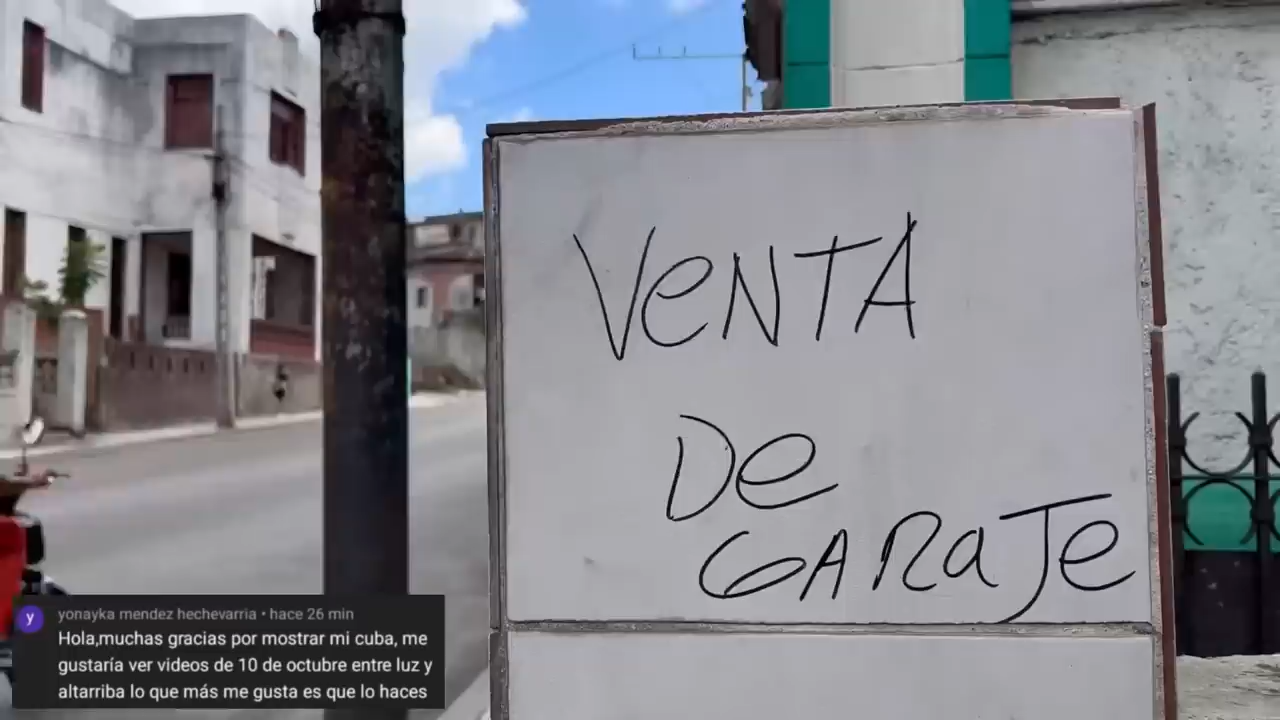 VeNTA
De
GARaJe
y
yonayka mendez hechevarria • hace 26 min
Hola,muchas gracias por mostrar mi cuba, me
gustaría ver videos de 10 de octubre entre luz y
altarriba lo que más me gusta es que lo haces